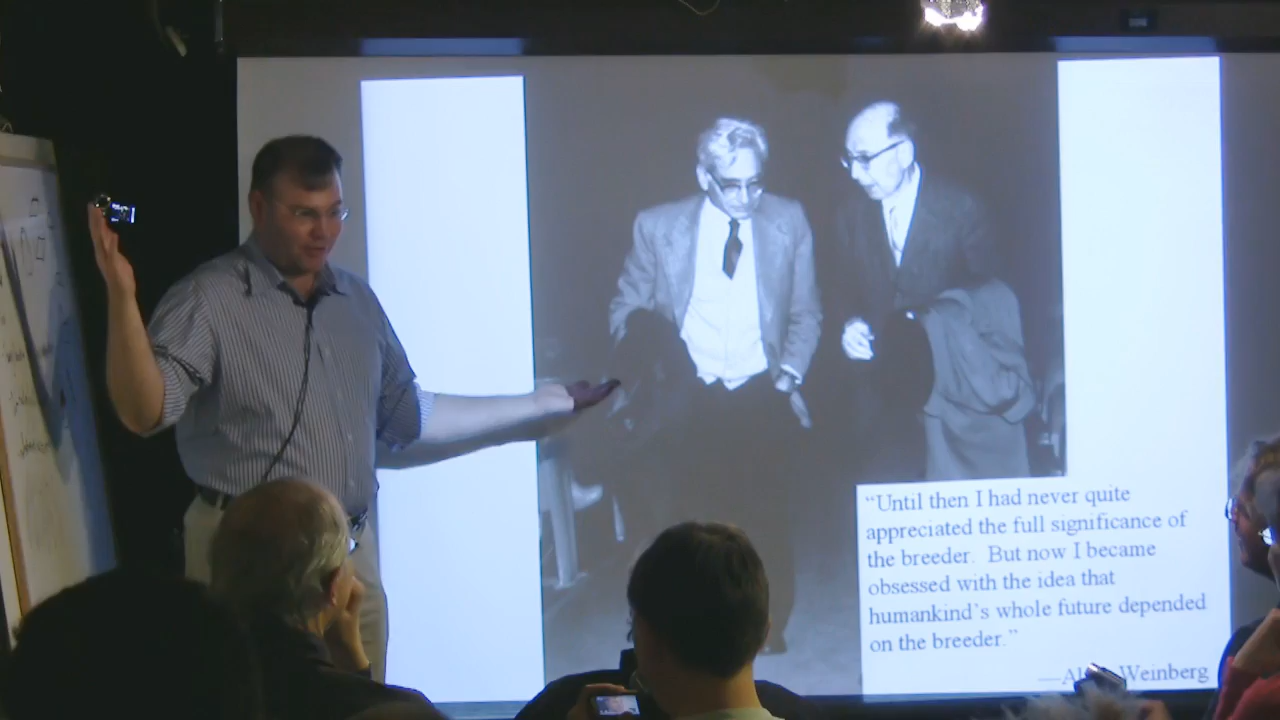 “Until then I had never quite
appreciated the full significance of
the breeder.  But now I became
obsessed with the idea that
humankind’s whole future depended
on the breeder.”
Weinberg